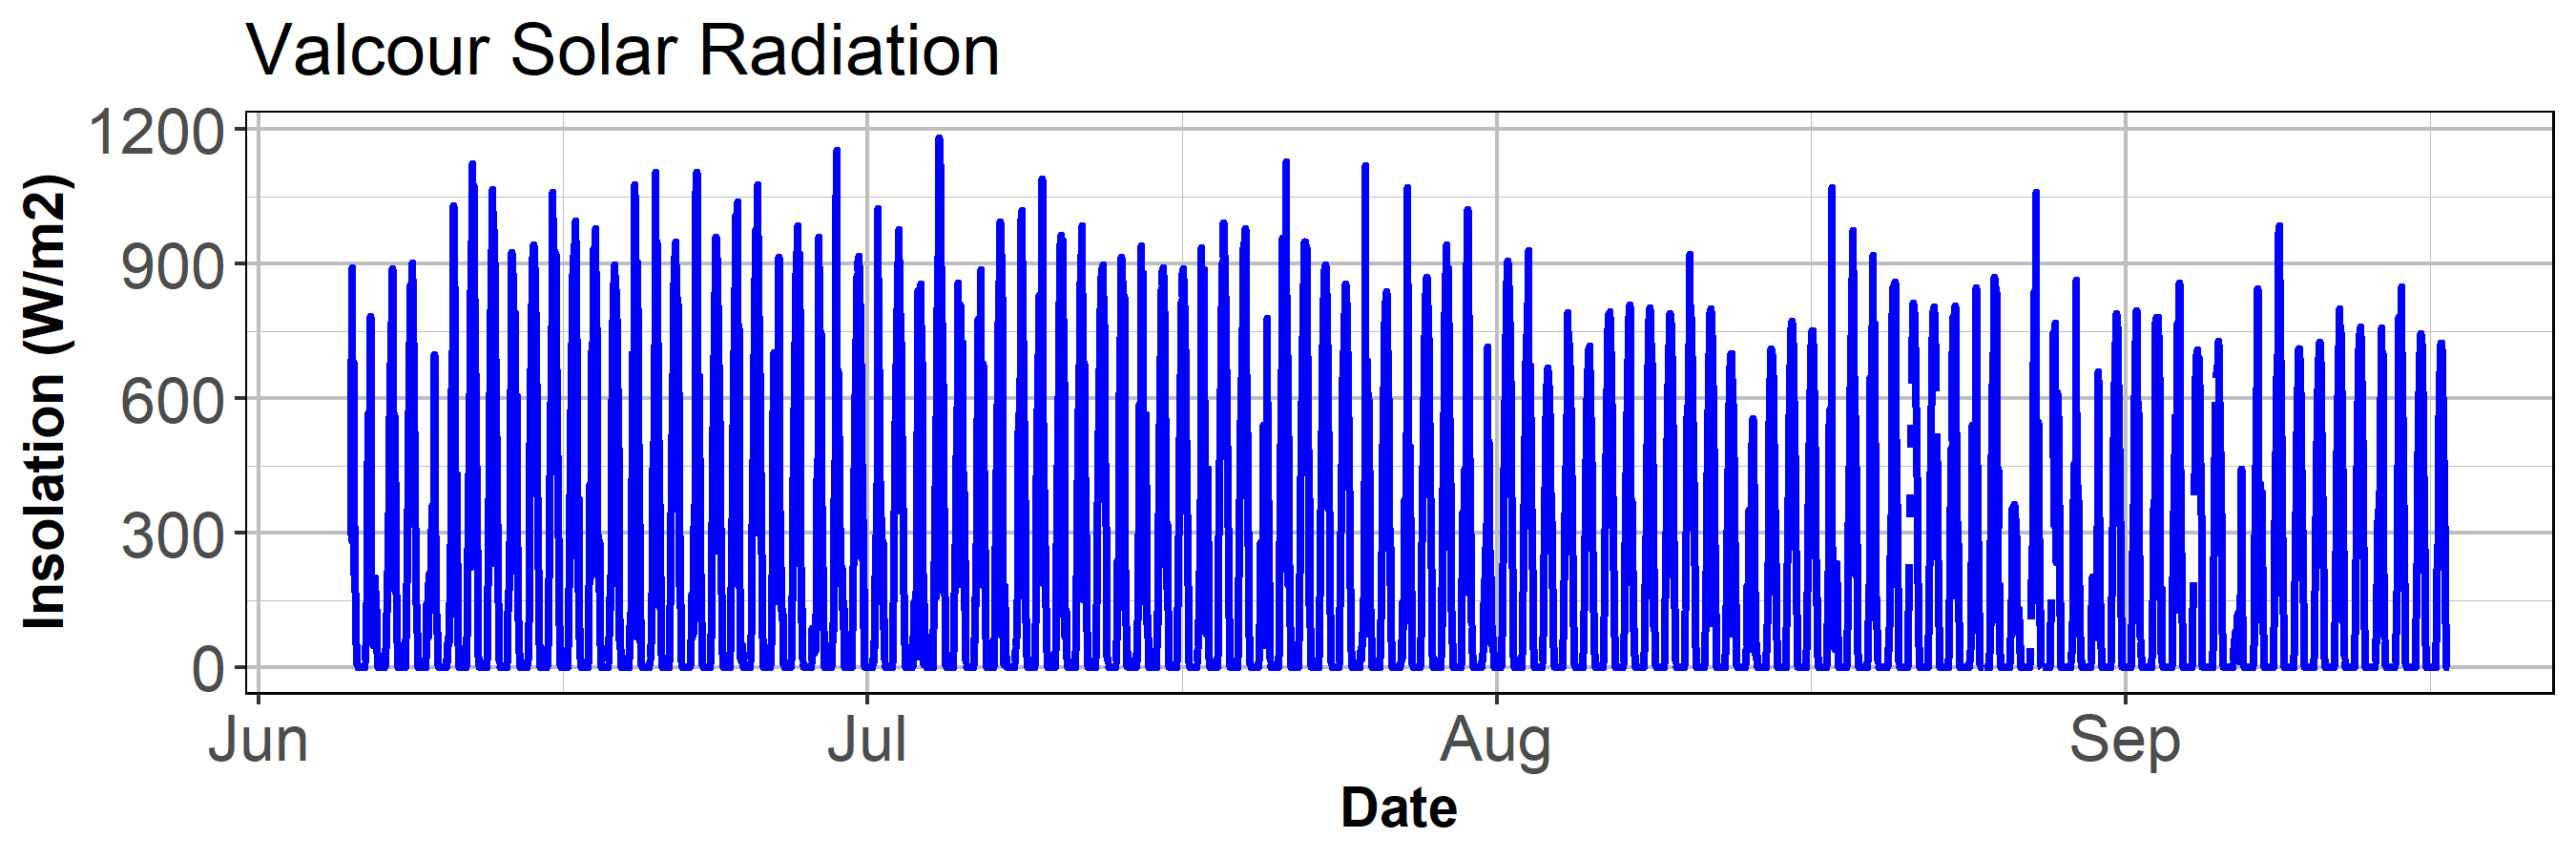 Valcour Solar Radiation
Insolation (W/m2)
1200
900
600
300
0
Jun Jul Aug Sep
Date